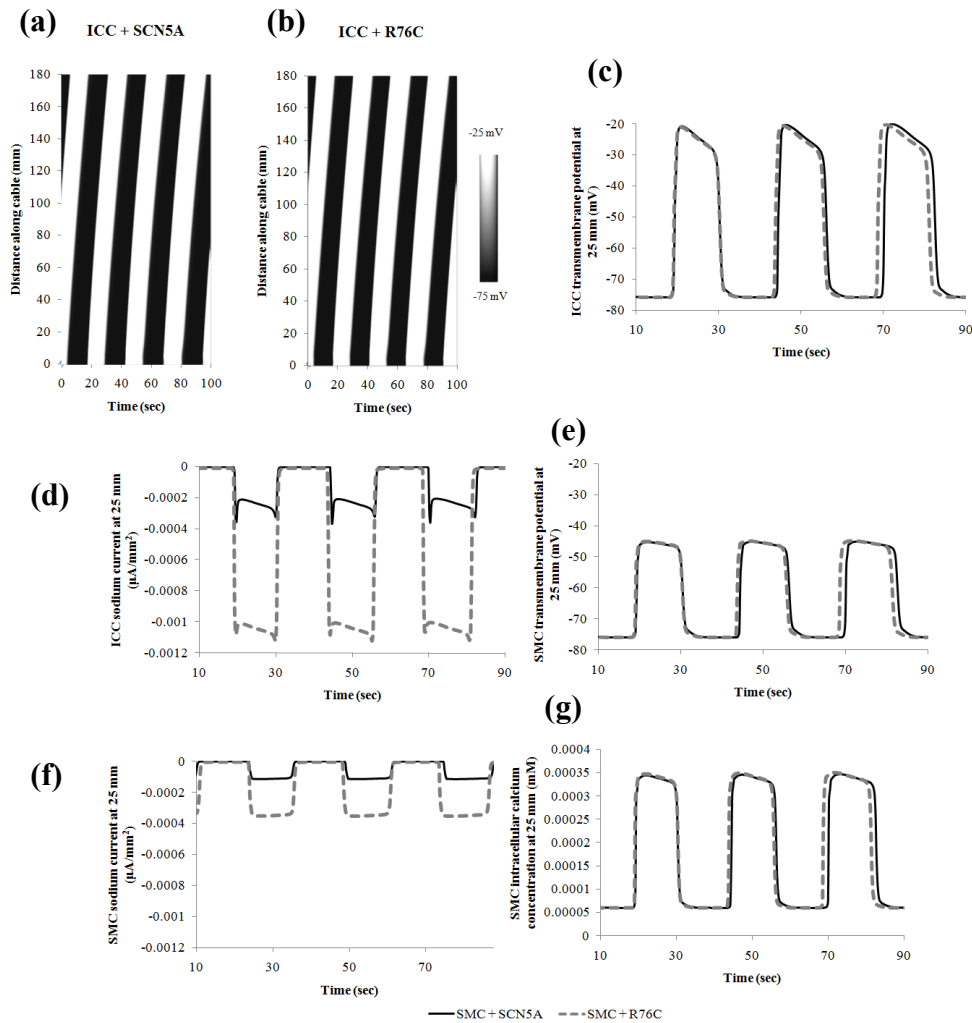 (a)
ICC + SCN5A
180
160
140
120
100
80
60
40
20
0
Distance along cable (mm)
0 20 40 60 80 100
Time (sec)
(b)
ICC + R76C
180
160
140
120
100
80
60
40
20
0
Distance along cable (mm)
0 20 40 60 80 100
Time (sec)
-25 mV
-75 mV
(c)
-20
-30
-40
-50
-60
-70
-80
ICC transmembrane potential at
25 mm (mV)
10 30 50 70 90
Time (sec)
(d)
0
-0.0002
-0.0004
-0.0006
-0.0008
-0.001
-0.0012
ICC sodium current at 25 mm
(µA/mm²)
10 30 50 70 90
Time (sec)
(e)
-20
-30
-40
-50
-60
-70
-80
SMC transmembrane potential at
25 mm (mV)
10 30 50 70 90
Time (sec)
(f)
0
-0.0002
-0.0004
-0.0006
-0.0008
-0.001
-0.0012
SMC sodium current at 25 mm
(µA/mm²)
10 30 50 70
Time (sec)
(g)
0.0004
0.00035
0.0003
0.00025
0.0002
0.00015
0.0001
0.00005
0
SMC intracellular calcium
concentration at 25 mm (mM)
10 30 50 70 90
Time (sec)
SMC + SCN5A
SMC + R76C